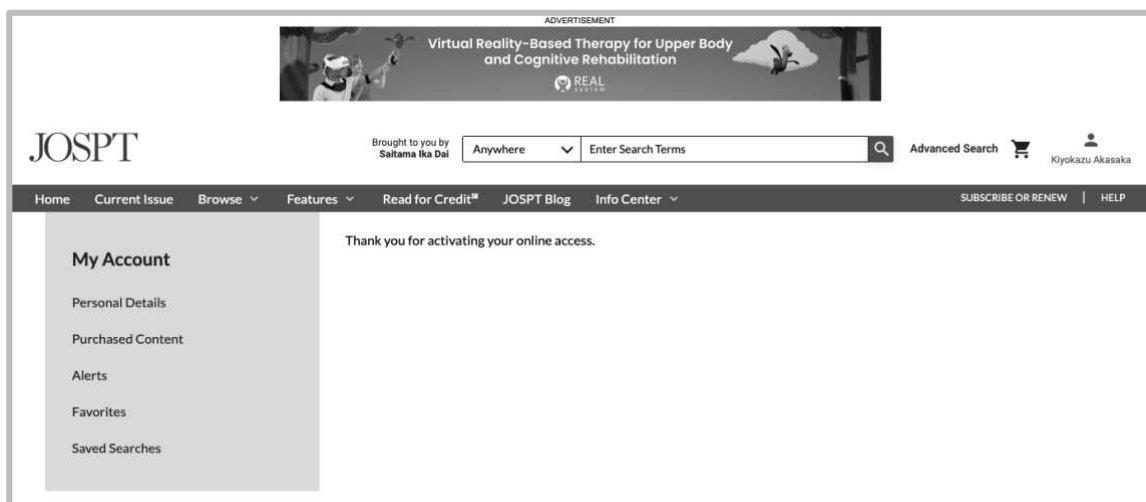 ADVERTISEMENT
Virtual Reality-Based Therapy for Upper Body
and Cognitive Rehabilitation
REAL
system
JOSPT
Brought to you by
Saitama Ika Dai
Anywhere
Enter Search Terms
Advanced Search
Kiyokazu Akasaka
Home Current Issue Browse Features Read for Credit JOSPT Blog Info Center SUBSCRIBE OR RENEW | HELP
My Account
Thank you for activating your online access.
Personal Details
Purchased Content
Alerts
Favorites
Saved Searches